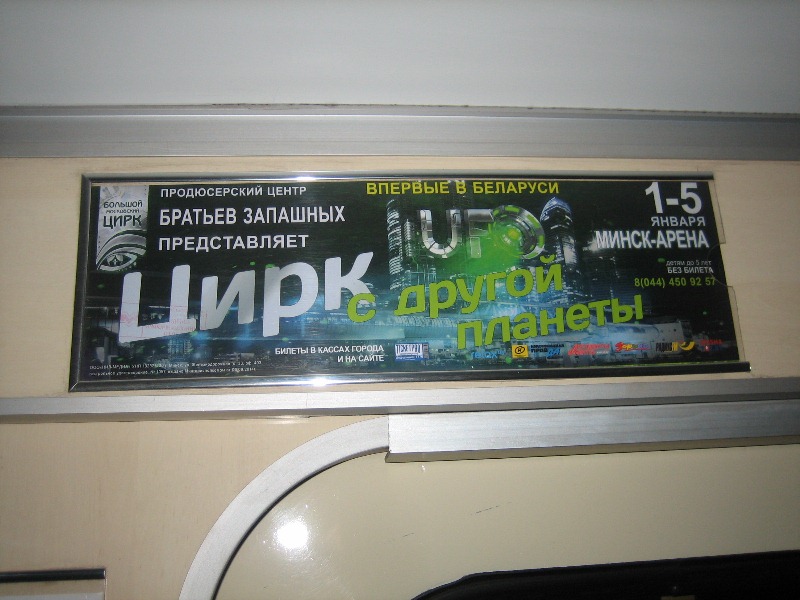 БОЛЬШОЙ
МОСКОВСКИЙ
ЦИРК
ПРОДЮСЕРСКИЙ ЦЕНТР
БРАТЬЕВ ЗАПАШНЫХ
ПРЕДСТАВЛЯЕТ
ВПЕРВЫЕ В БЕЛАРУСИ
UFO
1-5
ЯНВАРЯ
МИНСК-АРЕНА
детям до 5 лет
БЕЗ БИЛЕТА
8(044) 450 92 57
Цирк
с другой
планеты
БИЛЕТЫ В КАССАХ ГОРОДА
И НА САЙТЕ